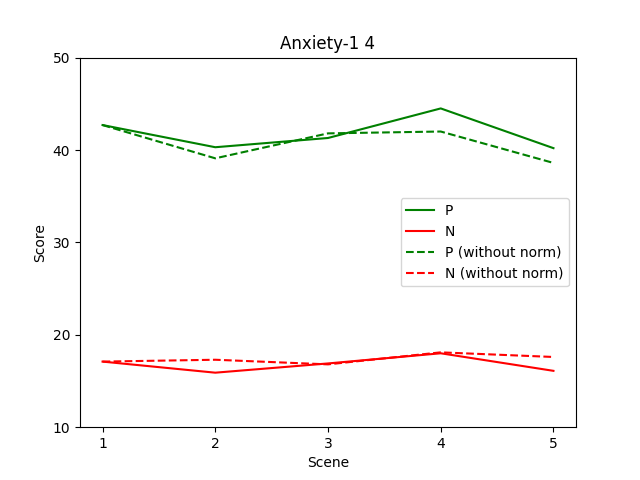 Anxiety-1 4
50
40
30
20
10
Score
P
N
P (without norm)
N (without norm)
1 2 3 4 5
Scene